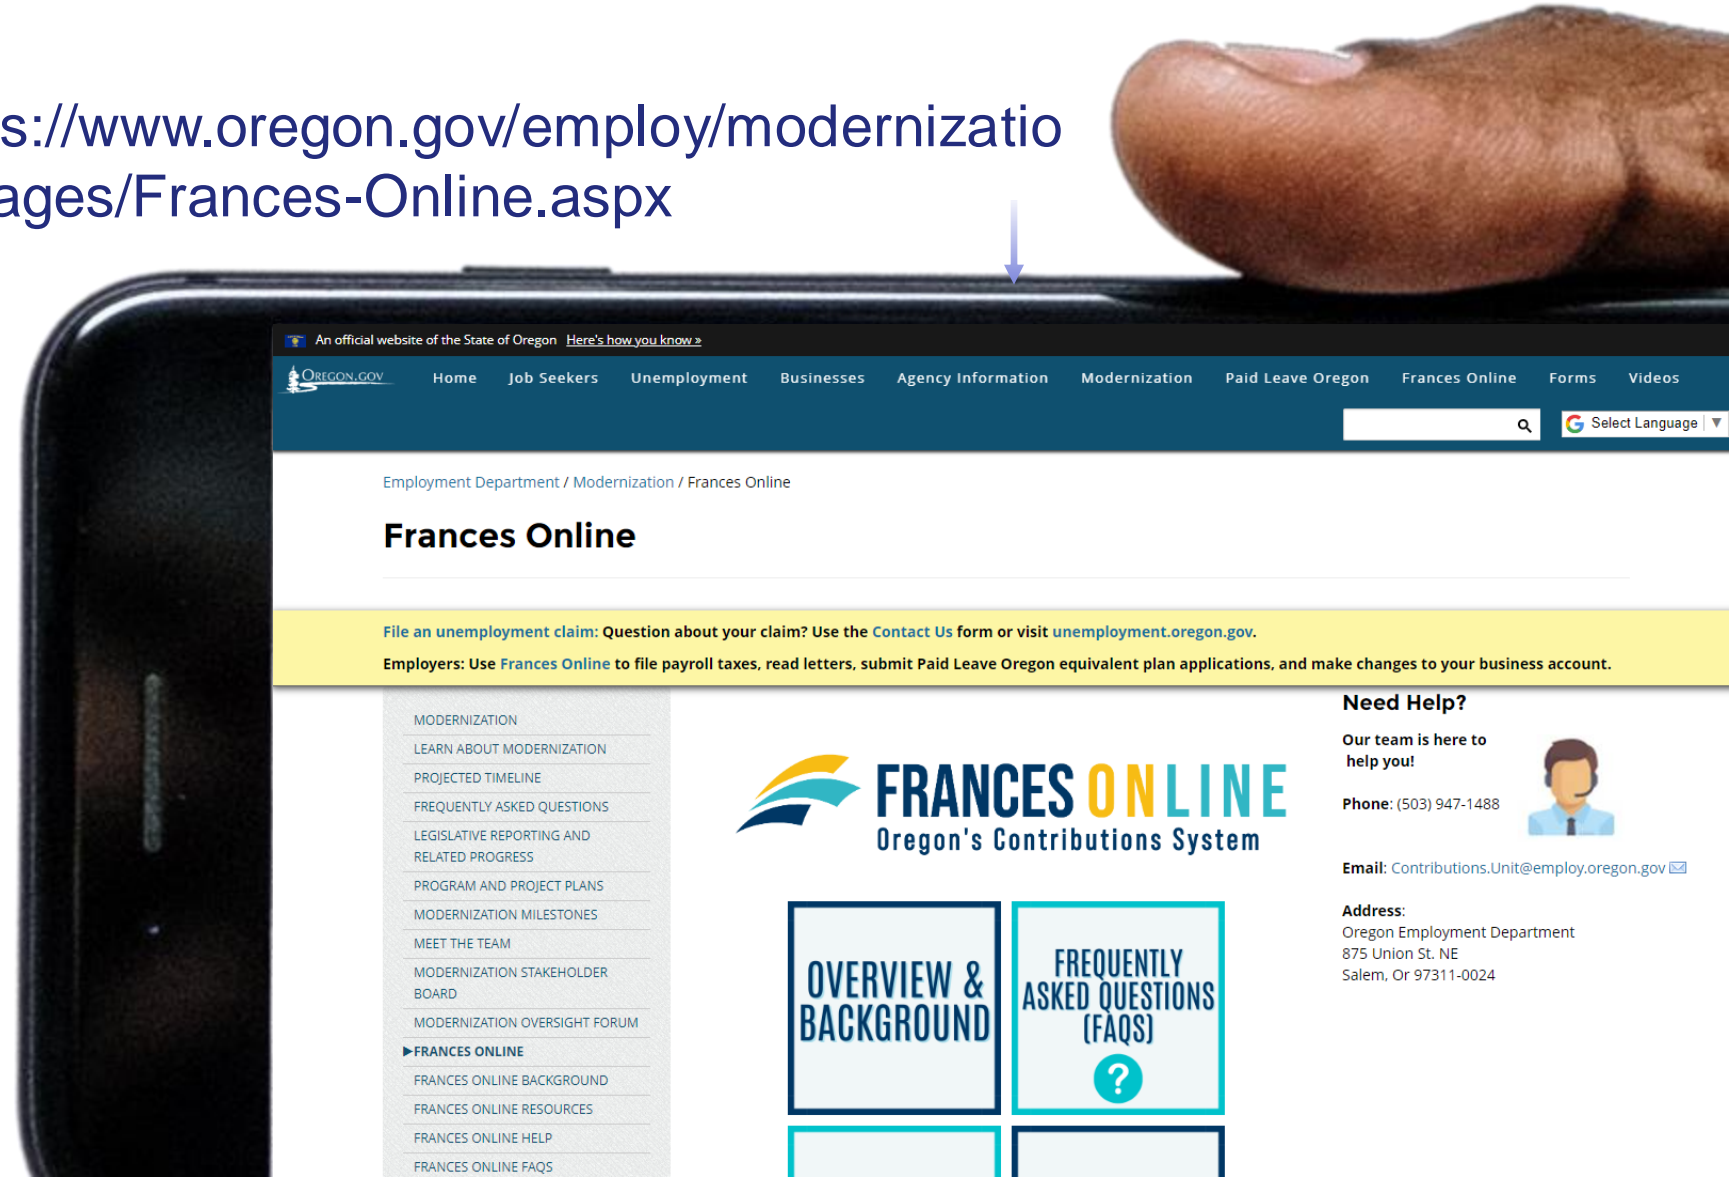 s://www.oregon.gov/employ/modernizatio
ages/Frances-Online.aspx
An official website of the State of Oregon Here's how you know »
OREGON.GOV Home Job Seekers Unemployment Businesses Agency Information Modernization Paid Leave Oregon Frances Online Forms Videos
G Select Language ▼
Employment Department / Modernization / Frances Online
Frances Online
File an unemployment claim: Question about your claim? Use the Contact Us form or visit unemployment.oregon.gov.
Employers: Use Frances Online to file payroll taxes, read letters, submit Paid Leave Oregon equivalent plan applications, and make changes to your business account.
MODERNIZATION
LEARN ABOUT MODERNIZATION
PROJECTED TIMELINE
FREQUENTLY ASKED QUESTIONS
LEGISLATIVE REPORTING AND
RELATED PROGRESS
PROGRAM AND PROJECT PLANS
MODERNIZATION MILESTONES
MEET THE TEAM
MODERNIZATION STAKEHOLDER
BOARD
MODERNIZATION OVERSIGHT FORUM
▶FRANCES ONLINE
FRANCES ONLINE BACKGROUND
FRANCES ONLINE RESOURCES
FRANCES ONLINE HELP
FRANCES ONLINE FAQS
FRANCES ONLINE
Oregon's Contributions System
OVERVIEW &
BACKGROUND
FREQUENTLY
ASKED QUESTIONS
(FAQS)
?
Need Help?
Our team is here to
help you!
Phone: (503) 947-1488
Email: Contributions.Unit@employ.oregon.gov
Address:
Oregon Employment Department
875 Union St. NE
Salem, Or 97311-0024